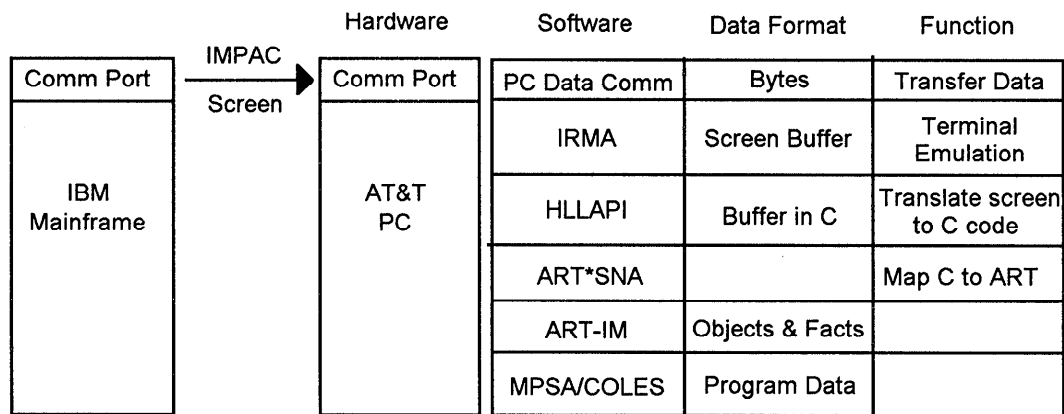 Hardware Software Data Format Function
IMPAC
Screen
Comm Port
IBM
Mainframe
Comm Port
AT&T
PC
PC Data Comm Bytes Transfer Data
IRMA Screen Buffer Terminal
Emulation
HLLAPI Buffer in C Translate screen
to C code
ART*SNA Map C to ART
ART-IM Objects & Facts
MPSA/COLES Program Data